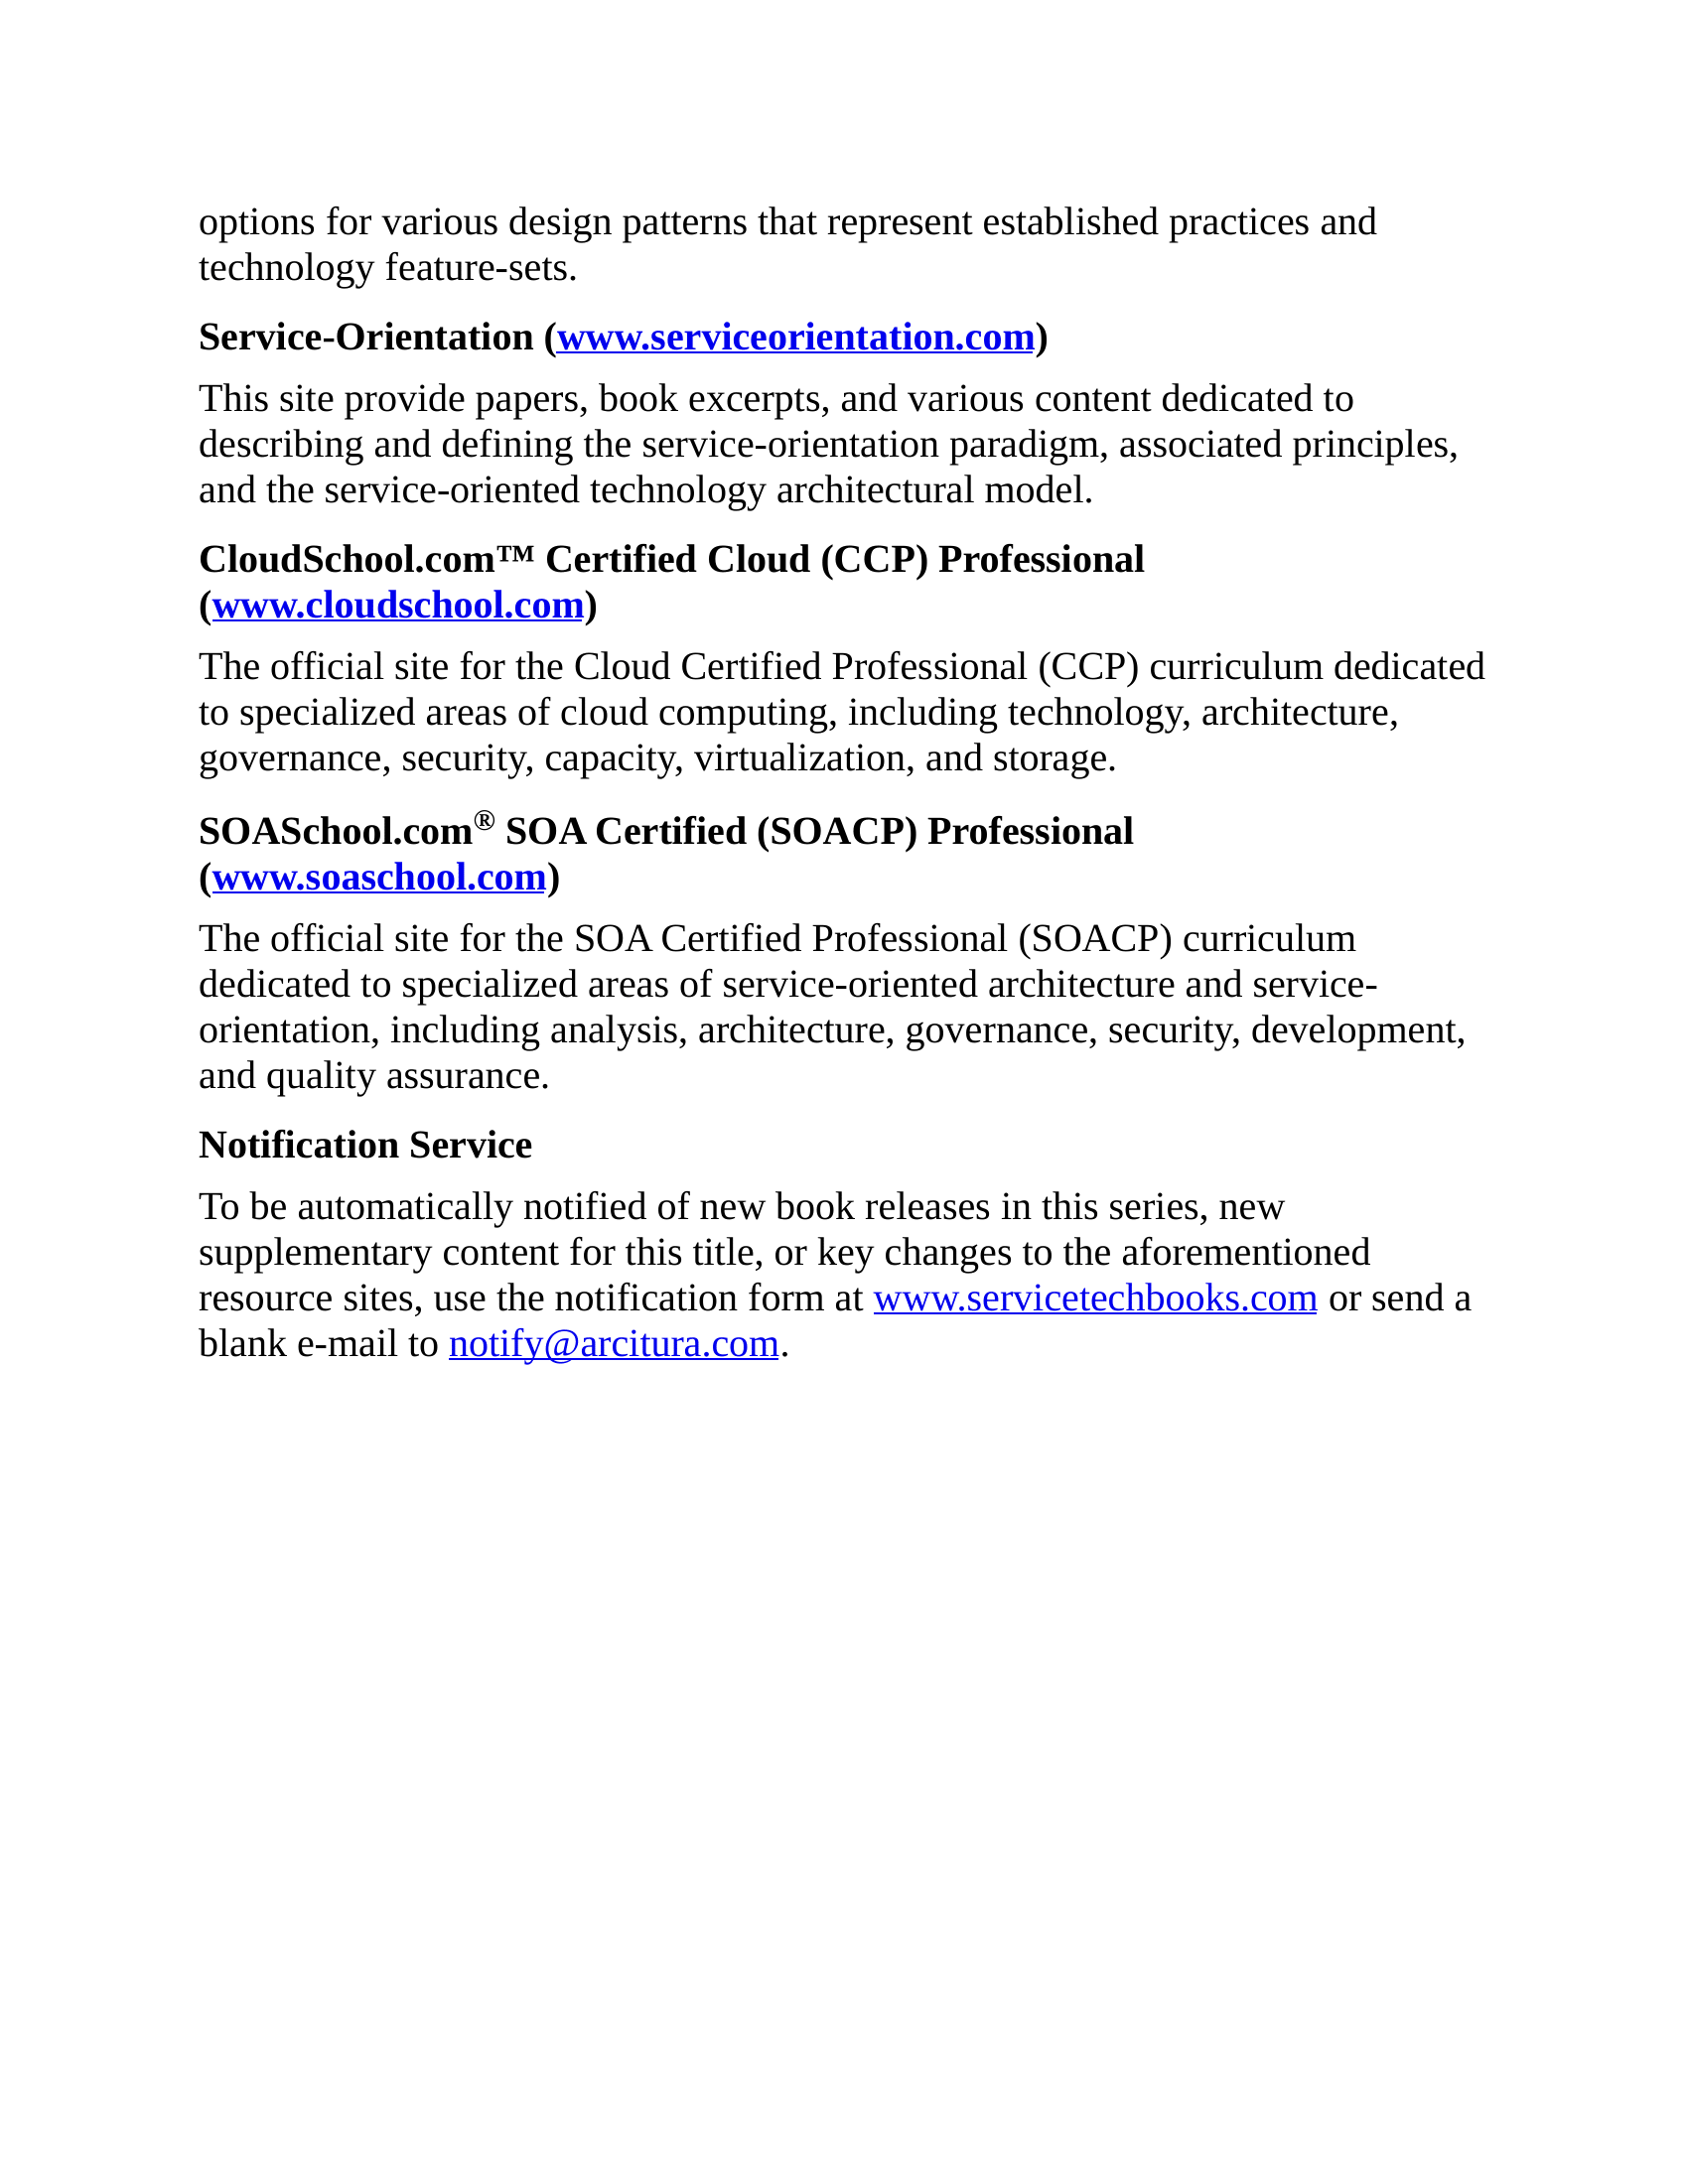 options for various design patterns that represent established practices and
technology feature-sets.
Service-Orientation (www.serviceorientation.com)
This site provide papers, book excerpts, and various content dedicated to
describing and defining the service-orientation paradigm, associated principles,
and the service-oriented technology architectural model.
CloudSchool.com™ Certified Cloud (CCP) Professional
(www.cloudschool.com)
The official site for the Cloud Certified Professional (CCP) curriculum dedicated
to specialized areas of cloud computing, including technology, architecture,
governance, security, capacity, virtualization, and storage.
SOASchool.com® SOA Certified (SOACP) Professional
(www.soaschool.com)
The official site for the SOA Certified Professional (SOACP) curriculum
dedicated to specialized areas of service-oriented architecture and service-
orientation, including analysis, architecture, governance, security, development,
and quality assurance.
Notification Service
To be automatically notified of new book releases in this series, new
supplementary content for this title, or key changes to the aforementioned
resource sites, use the notification form at www.servicetechbooks.com or send a
blank e-mail to notify@arcitura.com.